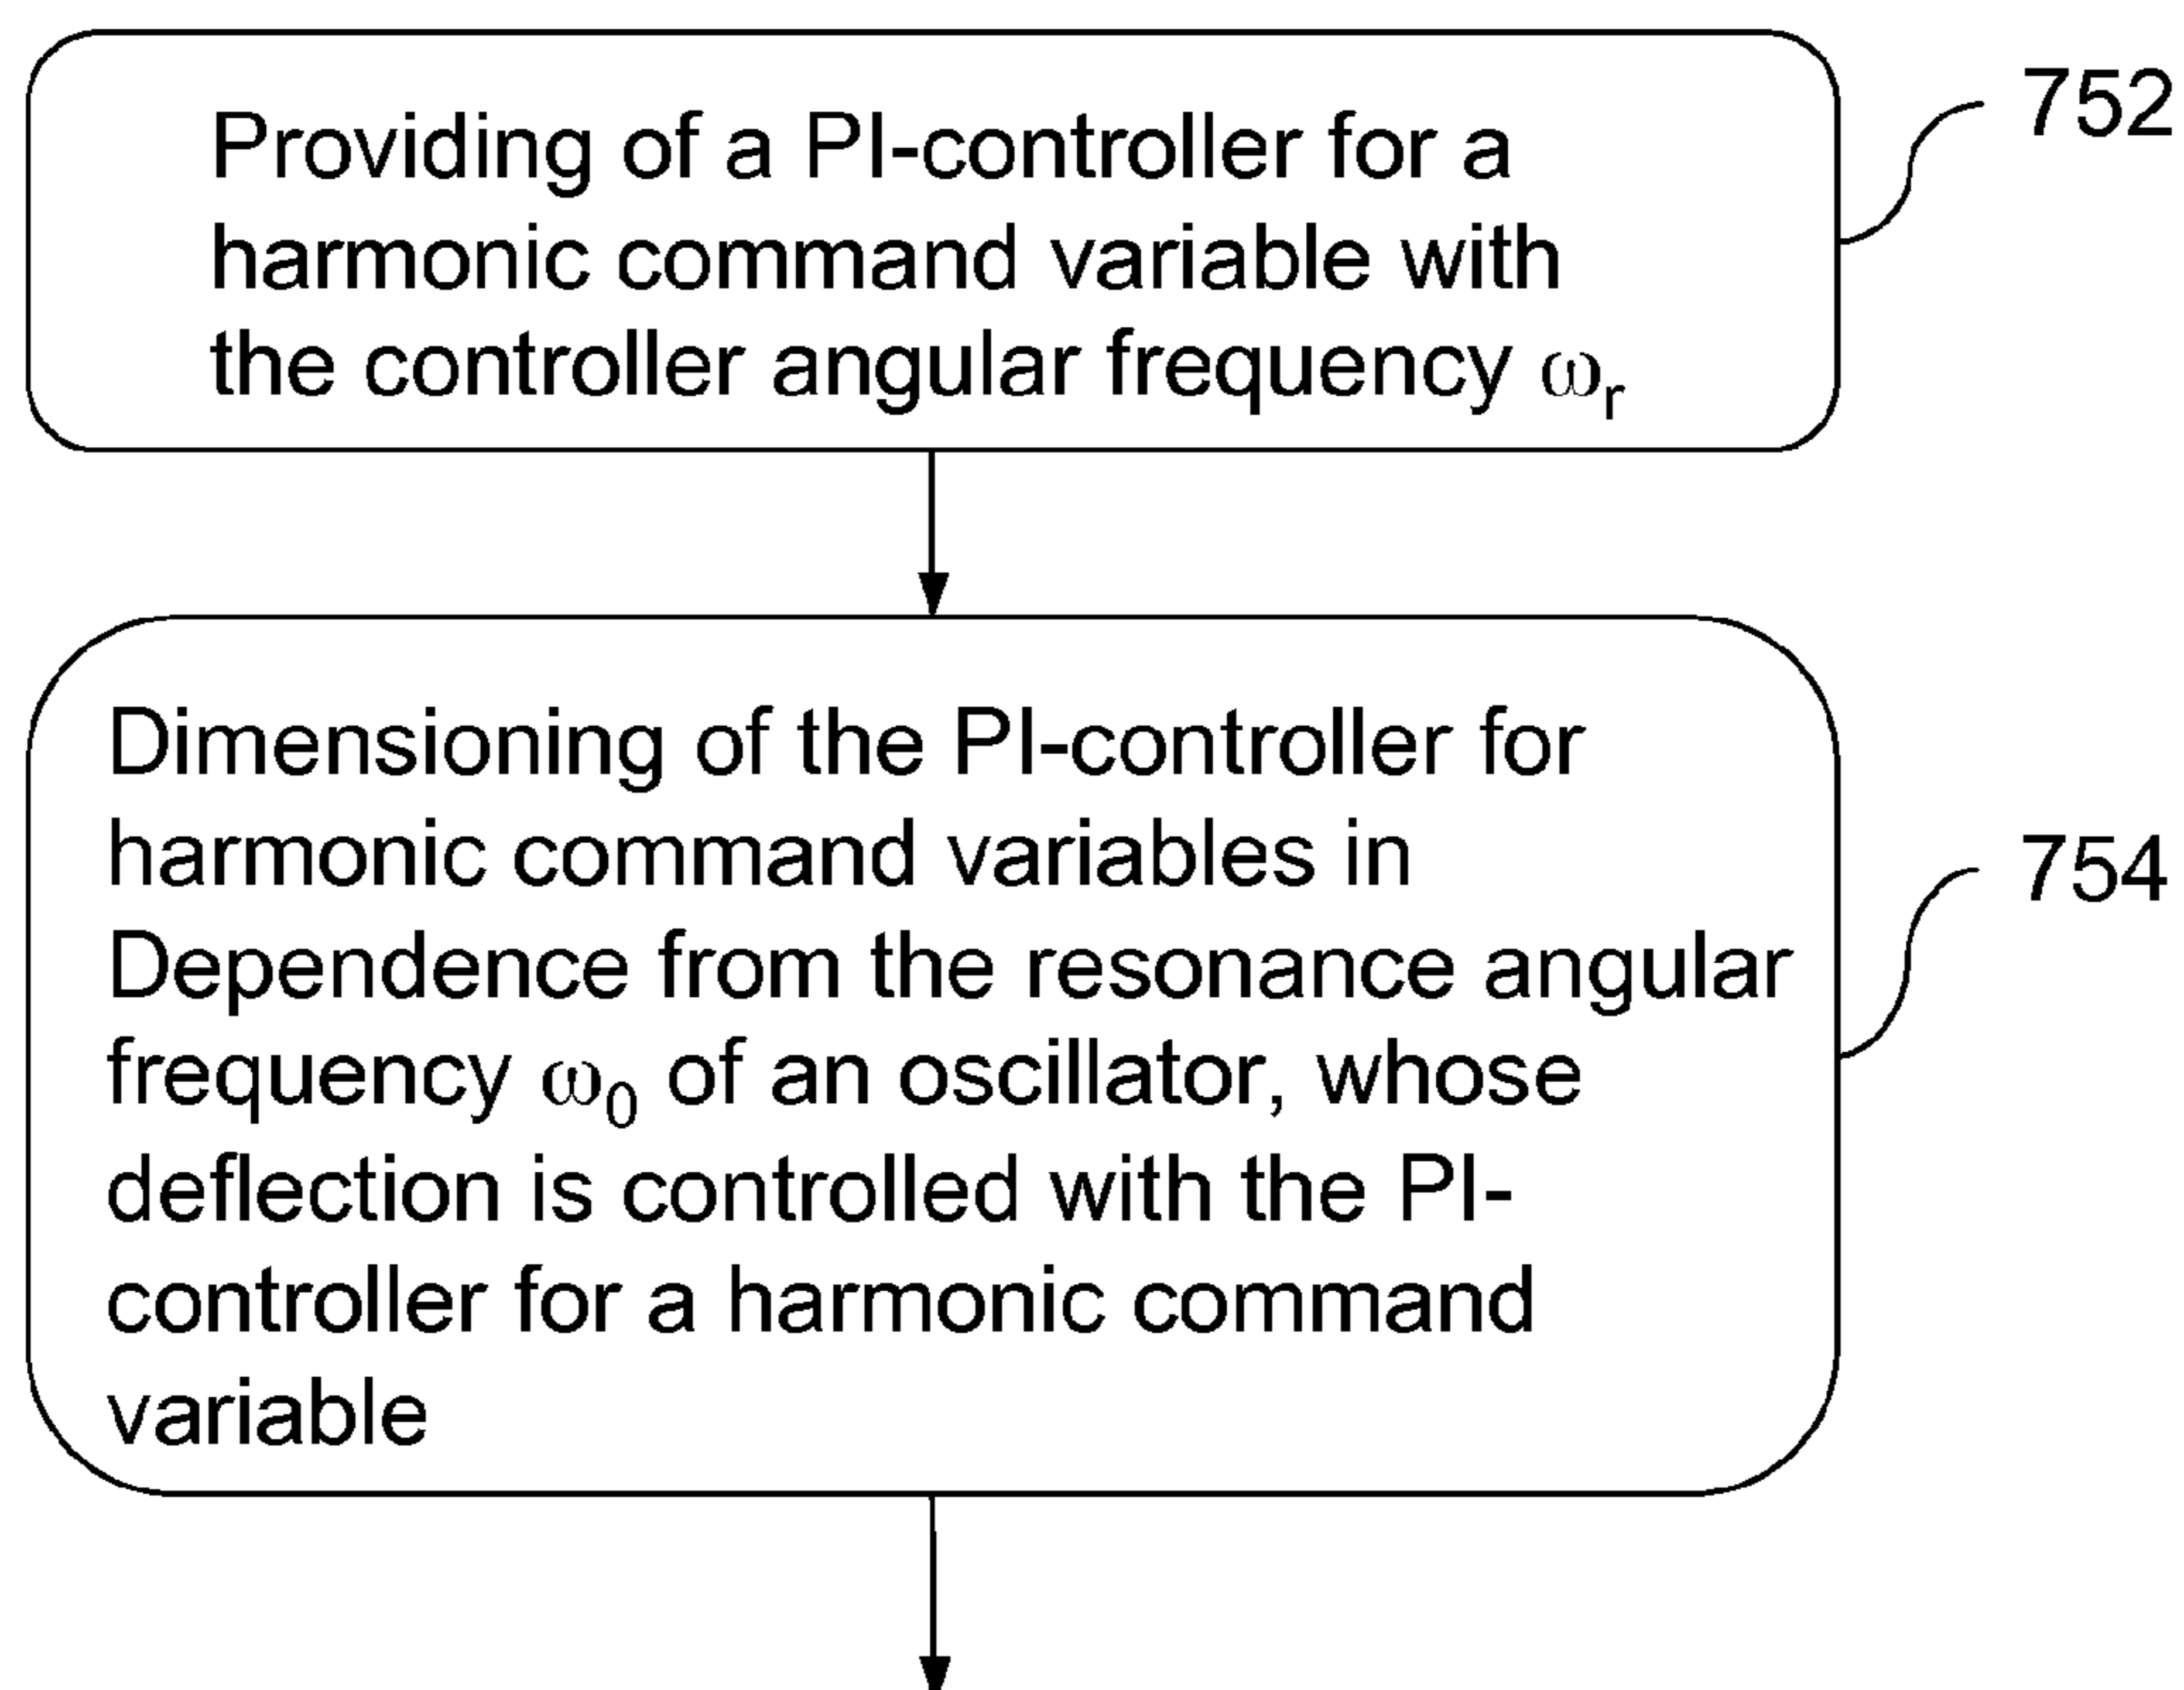 Providing of a PI-controller for a
harmonic command variable with
the controller angular frequency ωr
752
Dimensioning of the PI-controller for
harmonic command variables in
Dependence from the resonance angular
frequency ω0 of an oscillator, whose
deflection is controlled with the PI-
controller for a harmonic command
variable
754